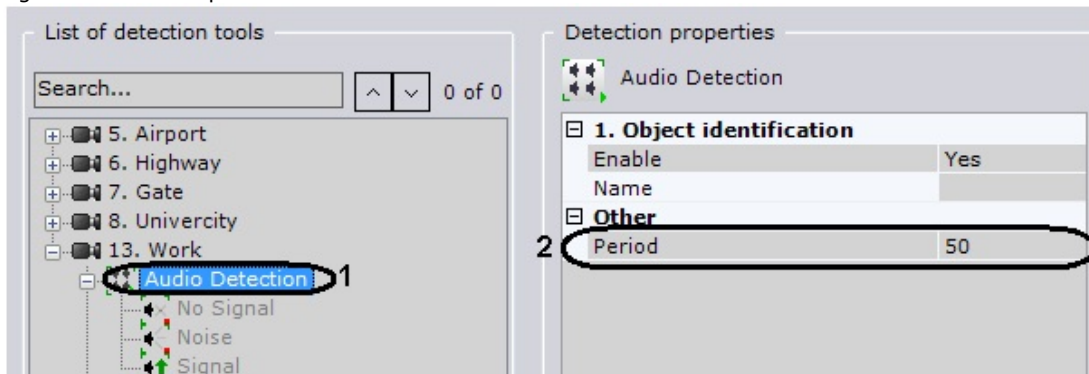 List of detection tools
Search...
0 of 0
5. Airport
6. Highway
7. Gate
8. Univercity
13. Work
Audio Detection 1
No Signal
Noise
Signal
Detection properties
Audio Detection
1. Object identification
Enable Yes
Name
Other
2 Period 50